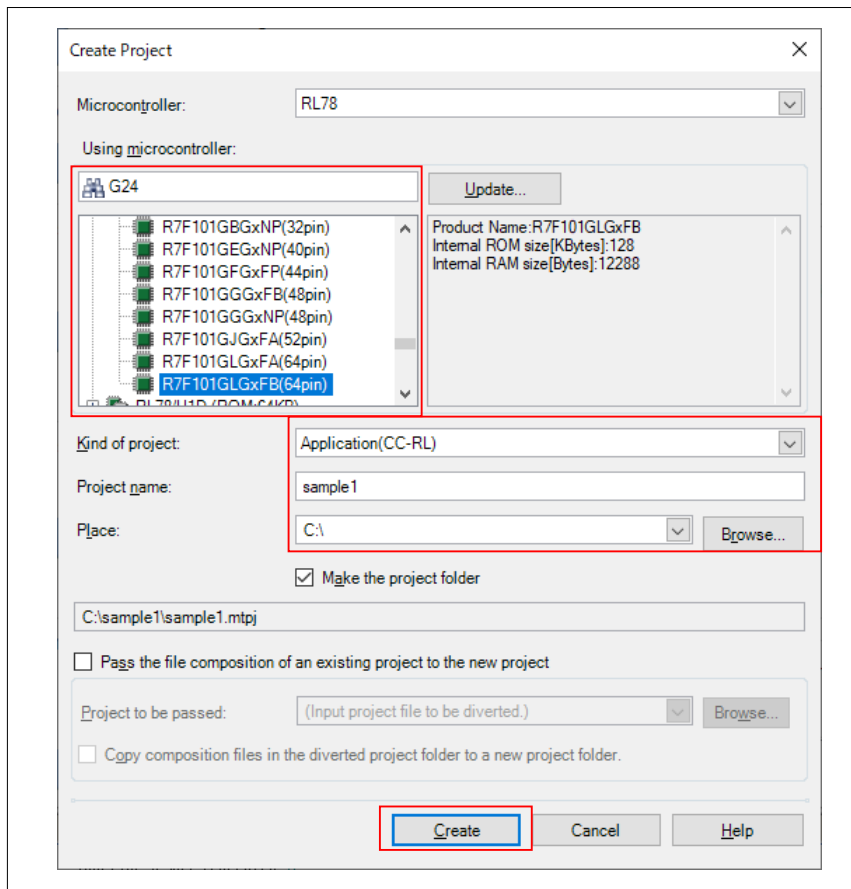 Create Project
Microcontroller:
RL78
Using microcontroller:
G24
Update...
R7F101GBGxNP(32pin)
R7F101GEGxNP(40pin)
R7F101GFGxFP(44pin)
R7F101GGGxFB(48pin)
R7F101GGGxNP(48pin)
R7F101GJGxFA(52pin)
R7F101GLGxFA(64pin)
R7F101GLGxFB(64pin)
RL78/H1D (ROM:64KB)
Product Name:R7F101GLGxFB
Internal ROM size[KBytes]:128
Internal RAM size[Bytes]:12288
Kind of project:
Application(CC-RL)
Project name:
sample1
Place:
C:\
Browse...
Make the project folder
C:\sample1\sample1.mtpj
Pass the file composition of an existing project to the new project
Project to be passed:
(Input project file to be diverted.)
Browse...
Copy composition files in the diverted project folder to a new project folder.
Create
Cancel
Help